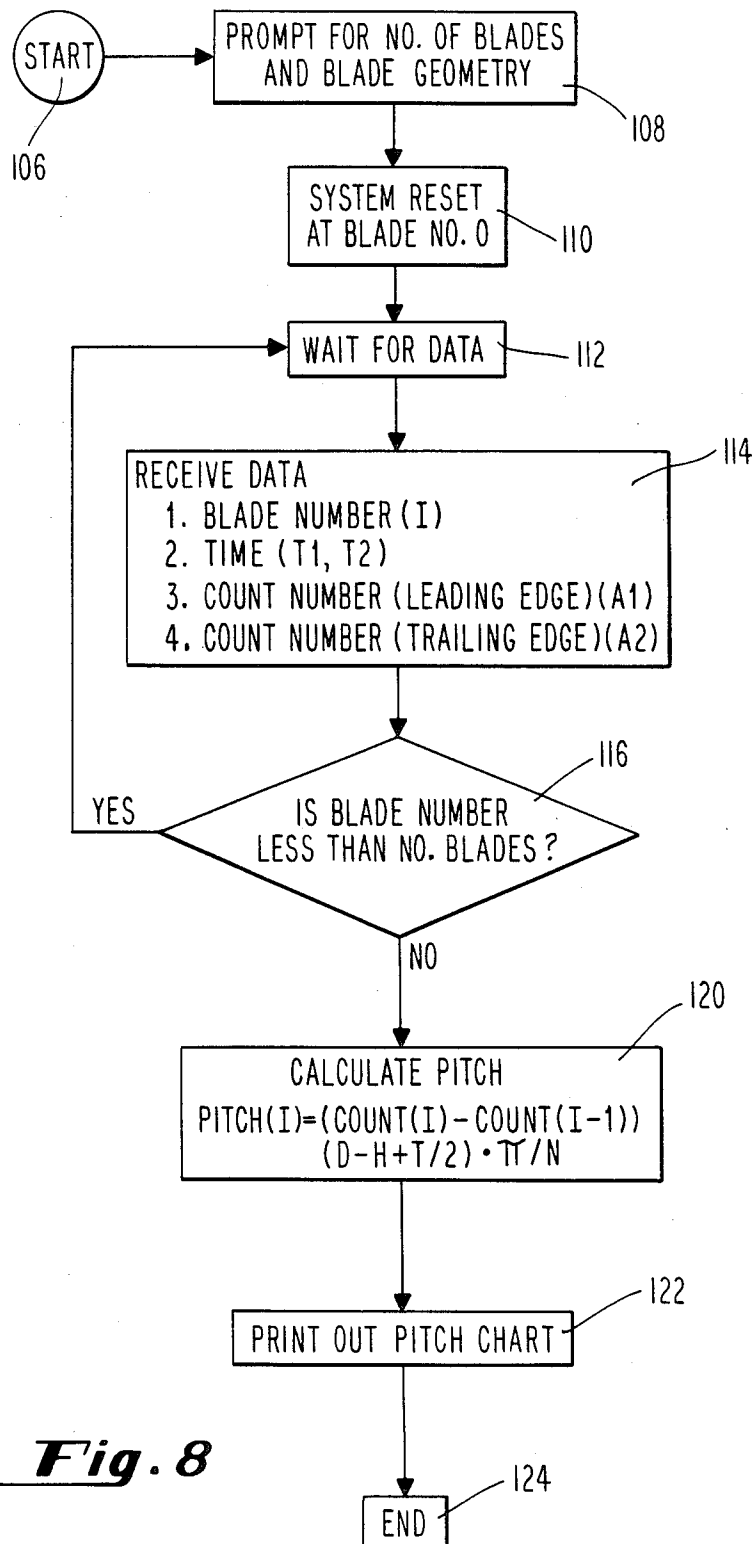 START
106
PROMPT FOR NO. OF BLADES
AND BLADE GEOMETRY
108
SYSTEM RESET
AT BLADE NO. 0
110
WAIT FOR DATA
112
114
RECEIVE DATA
1. BLADE NUMBER (I)
2. TIME (T1, T2)
3. COUNT NUMBER (LEADING EDGE)(A1)
4. COUNT NUMBER (TRAILING EDGE)(A2)
116
YES
IS BLADE NUMBER
LESS THAN NO. BLADES?
NO
120
CALCULATE PITCH
PITCH(I)=(COUNT(I)-COUNT(I-1))
(D-H+T/2)•π/N
122
PRINT OUT PITCH CHART
Fig. 8
124
END